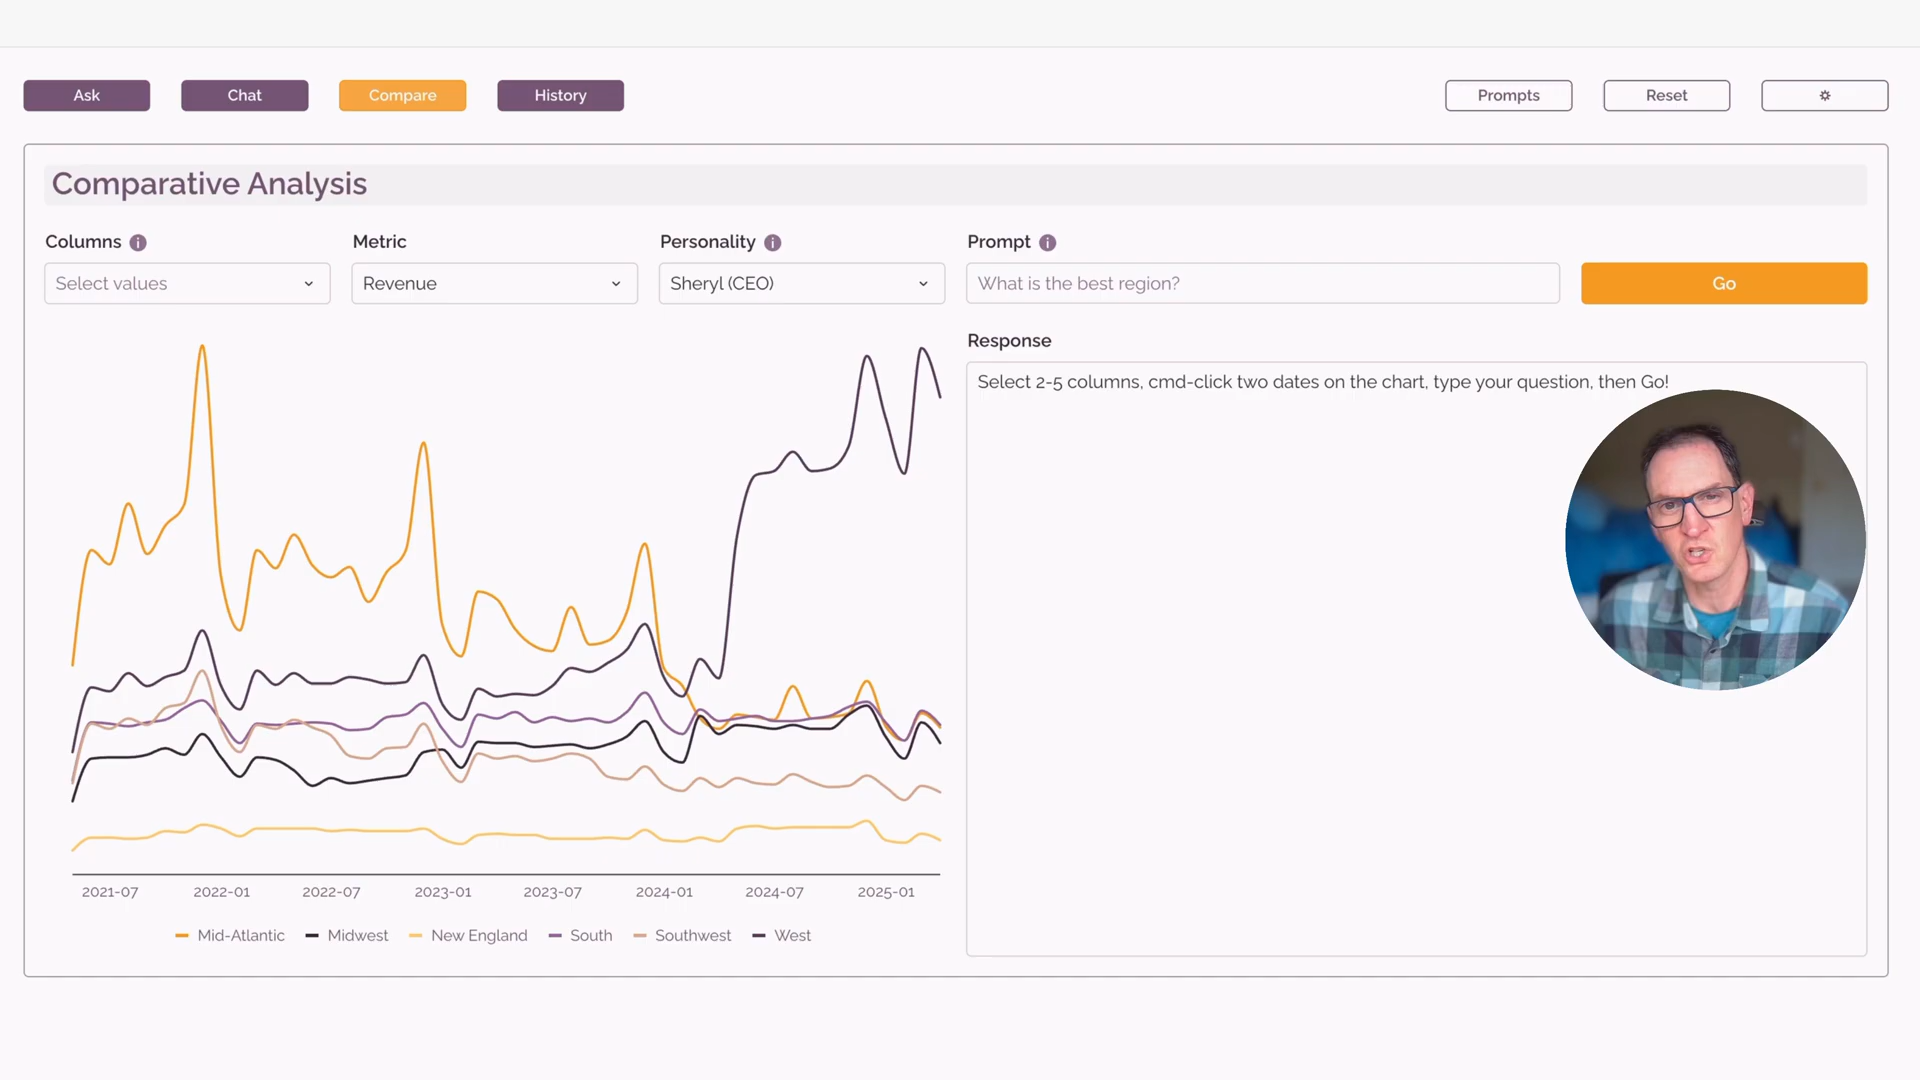 Ask Chat Compare History Prompts Reset
Comparative Analysis
Columns Metric Personality Prompt
Select values Revenue Sheryl (CEO) What is the best region? Go
Response
Select 2-5 columns, cmd-click two dates on the chart, type your question, then Go!
2021-07 2022-01 2022-07 2023-01 2023-07 2024-01 2024-07 2025-01
Mid-Atlantic Midwest New England South Southwest West